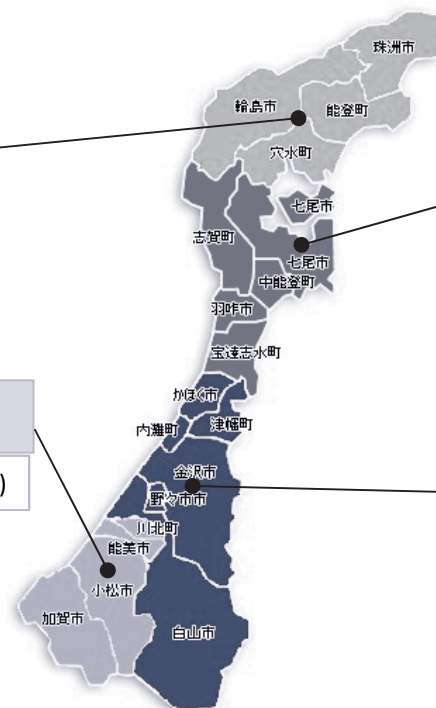 珠洲市
輪島市
能登町
穴水町
七尾市
志賀町
七尾市
中能登町
羽咋市
宝達志水町
かほく市
津幡町
内灘町
金沢市
)
野々市市
川北町
能美市
小松市
加賀市
白山市